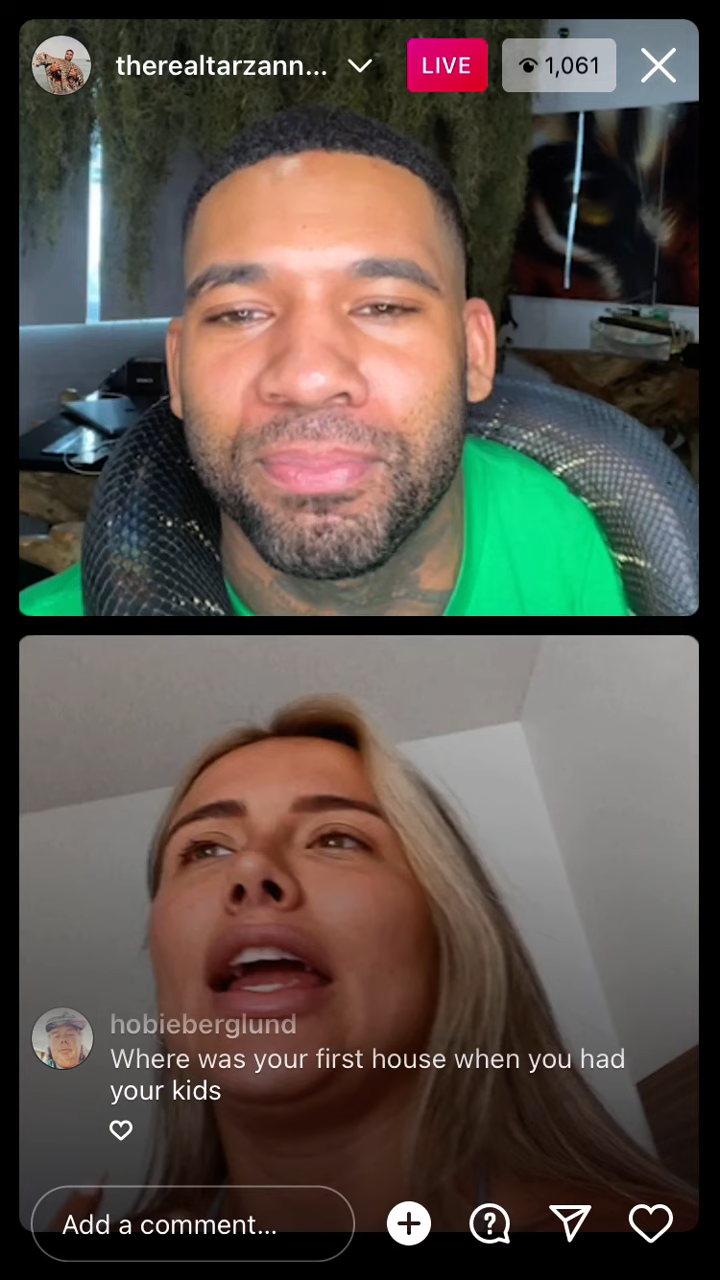 therealtarzann...
LIVE
1,061
hobieberglund
Where was your first house when you had
your kids
Add a comment...